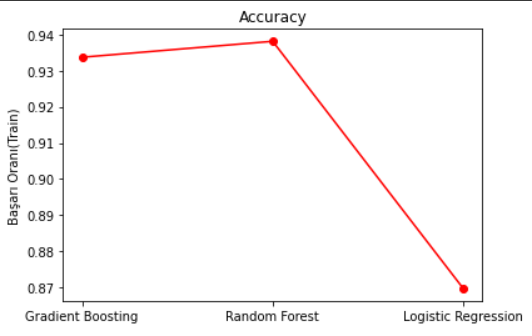 Accuracy
Başarı Oranı(Train)
0.94
0.93
0.92
0.91
0.90
0.89
0.88
0.87
Gradient Boosting Random Forest Logistic Regression